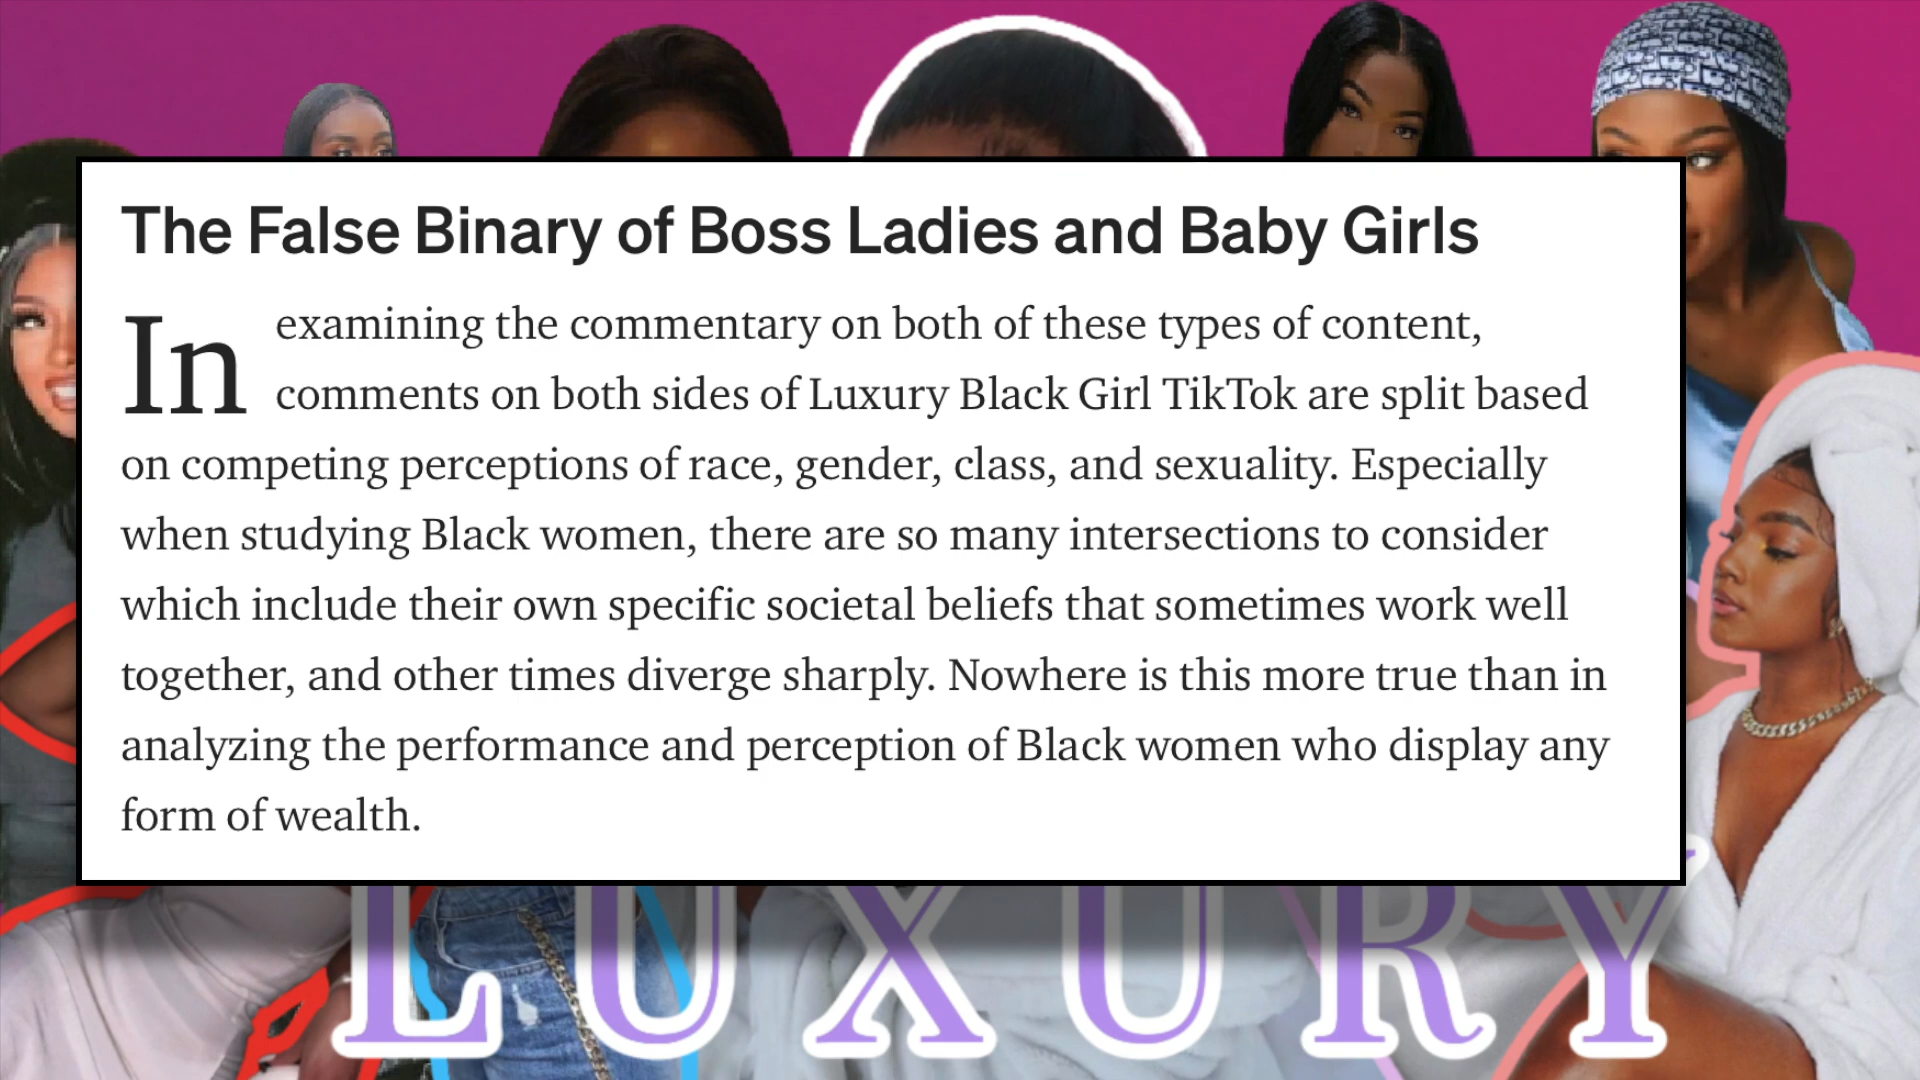 The False Binary of Boss Ladies and Baby Girls
In examining the commentary on both of these types of content,
comments on both sides of Luxury Black Girl TikTok are split based
on competing perceptions of race, gender, class, and sexuality. Especially
when studying Black women, there are so many intersections to consider
which include their own specific societal beliefs that sometimes work well
together, and other times diverge sharply. Nowhere is this more true than in
analyzing the performance and perception of Black women who display any
form of wealth.
LUXURY